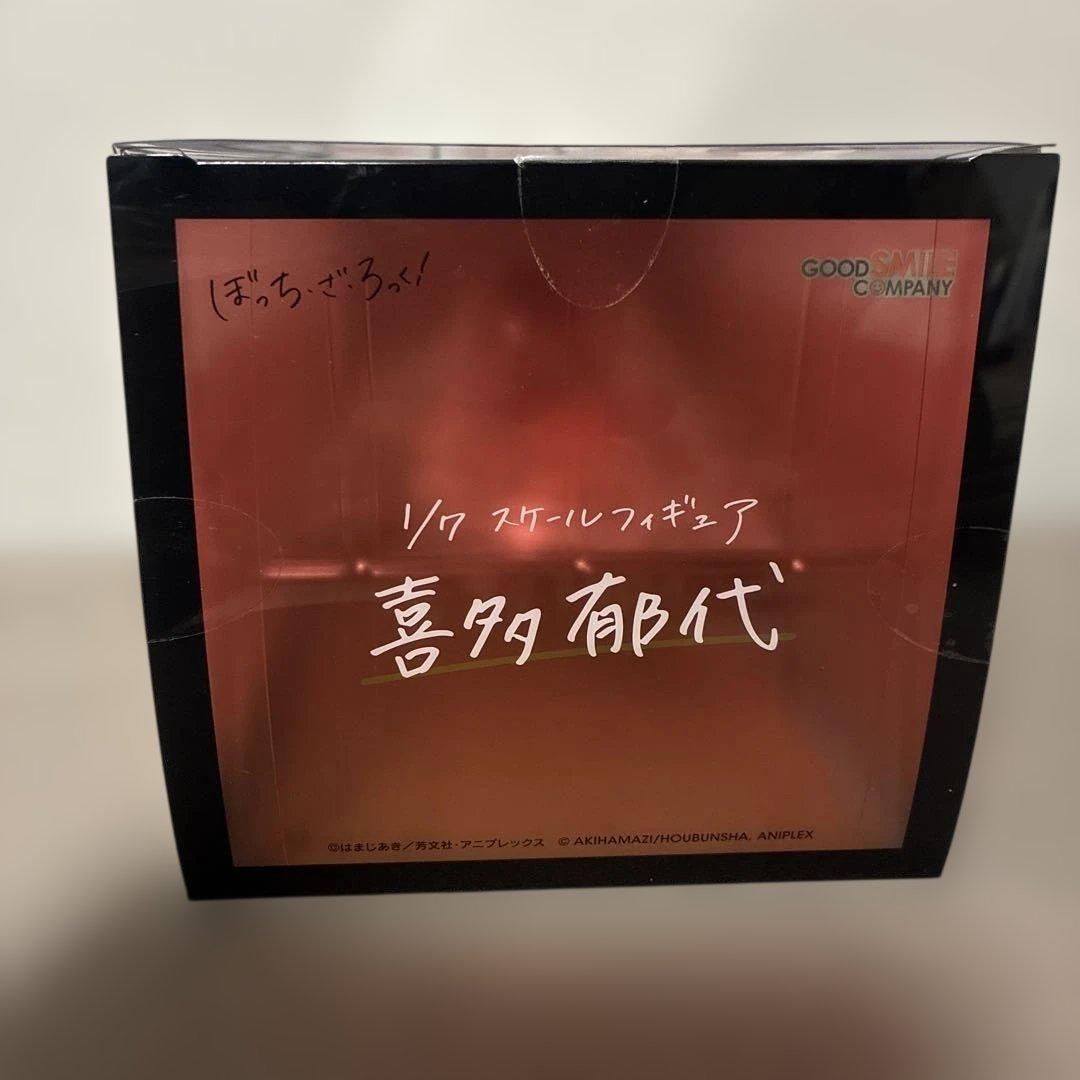 ぼっち・ざ・ろっく!
GOOD SMILE
COMPANY
1/7 スケールフィギュア
喜多郁代
©はまじあき/芳文社・アニプレックス © AKIHAMAZI/HOUBUNSHA, ANIPLEX